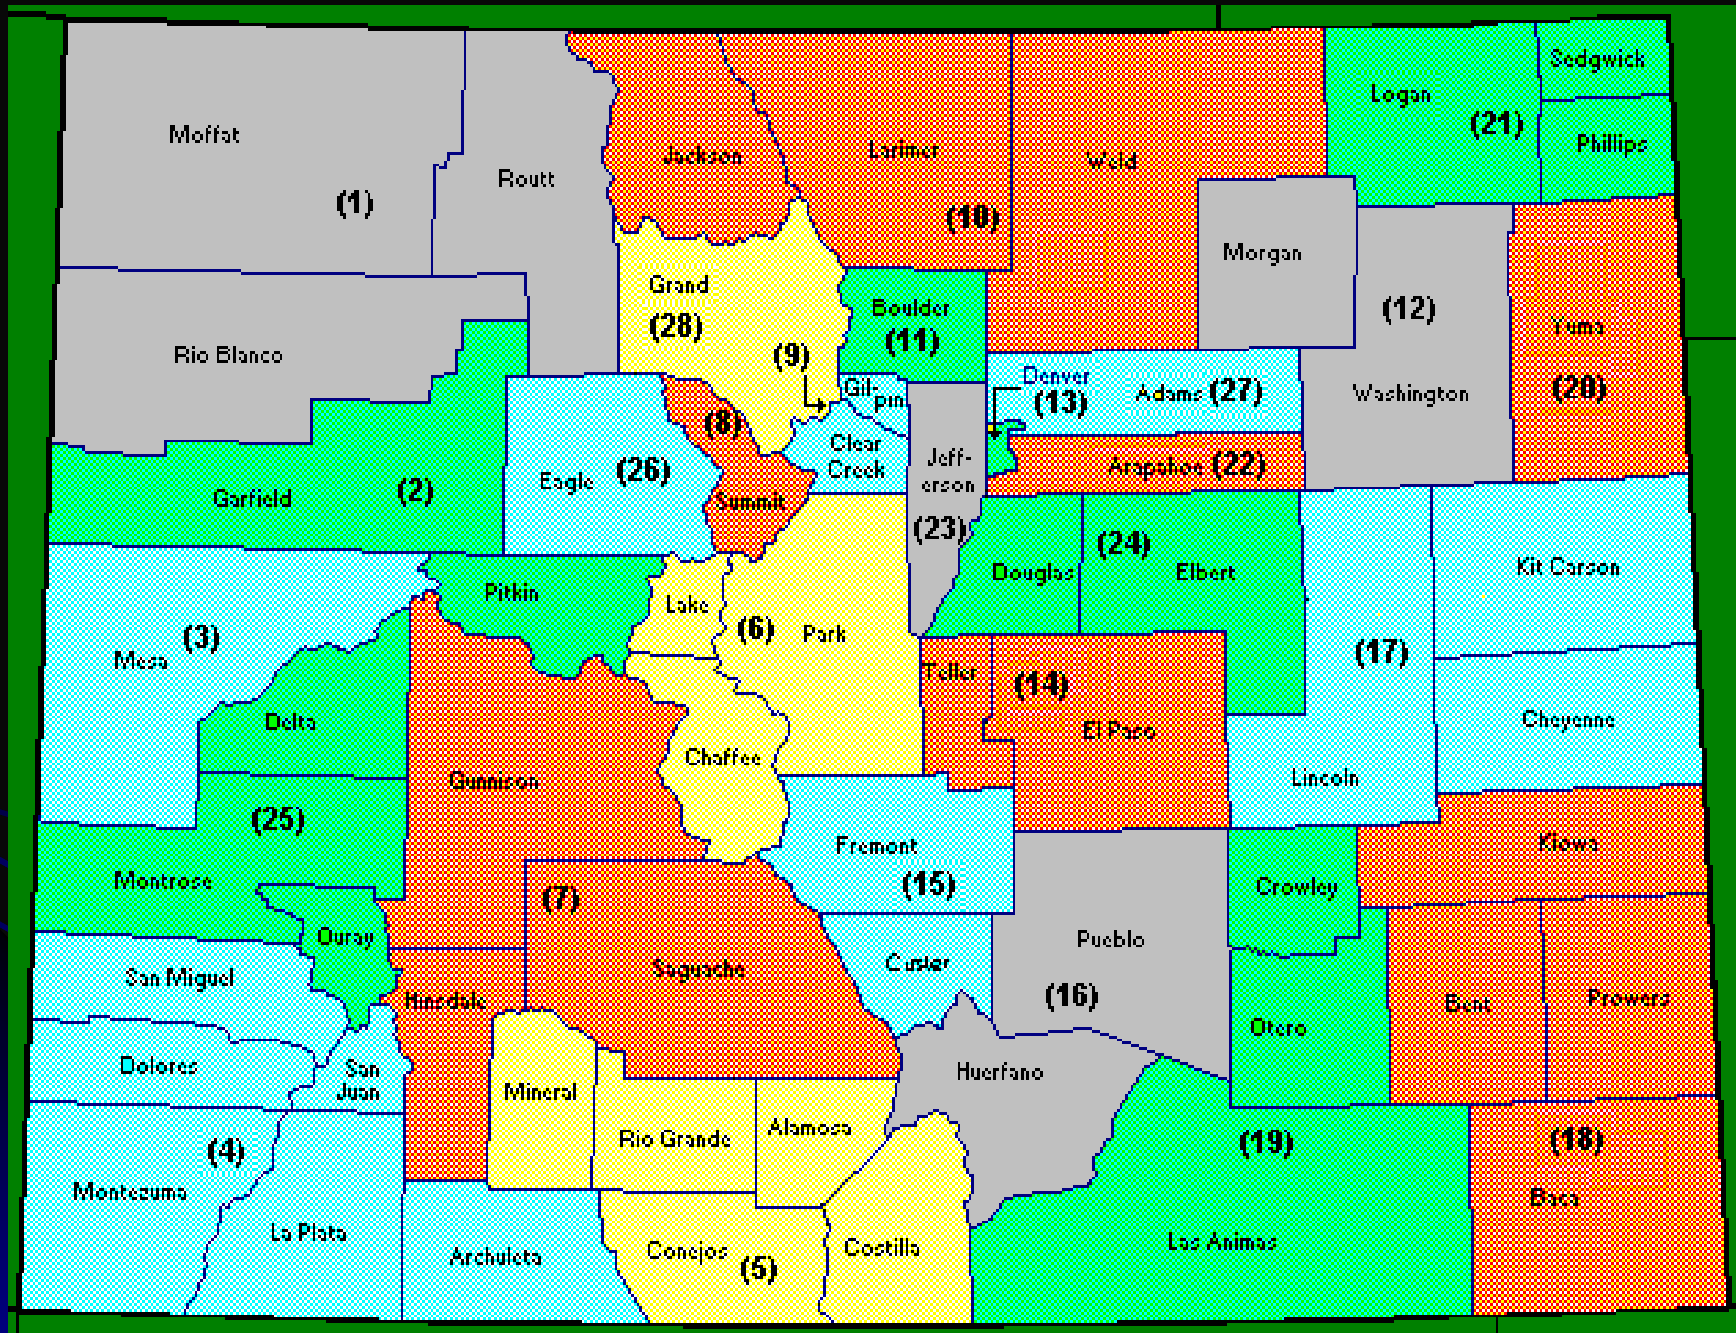 Sedgwick
Logan
(21)
Phillips
Moffat
Routt
(1)
Jackson
Larimer
Weld
(10)
Morgan
(12)
Washington
Yuma
(20)
Grand
(28)
(9)
Boulder
(11)
Rio Blanco
Gil-
pin
Denver
(13)
Adams (27)
Clear
Creek
Jeff-
erson
(23)
Arapahoe (22)
(8)
Summit
Eagle (26)
Garfield (2)
Douglas
(24)
Elbert
Kit Carson
Pitkin
Lake
(6)
Park
(3)
Mesa
Teller
(14)
El Paso
(17)
Lincoln
Cheyenne
Delta
Gunnison
Chaffee
(25)
Montrose
Fremont
(15)
Kiowa
Crowley
(7)
Ouray
Saguache
Custer
Pueblo
(16)
San Miguel
Hinsdale
Otero
Bent
Prowers
Dolores
San
Juan
Mineral
Rio Grande
Alamosa
Huerfano
(4)
Montezuma
La Plata
Archuleta
Conejos
(5)
Costilla
(19)
Las Animas
(18)
Baca